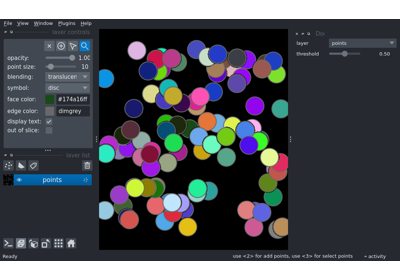 File View Window Plugins Help
layer controls
opacity: 1.00
point size: 10
blending: translucen
symbol: disc
face color: #174a16ff
edge color: dimgrey
display text:
out of slice:
layer list
points
Do
layer points
threshold 0.50
Ready
use <2> for add points, use <3> for select points
activity